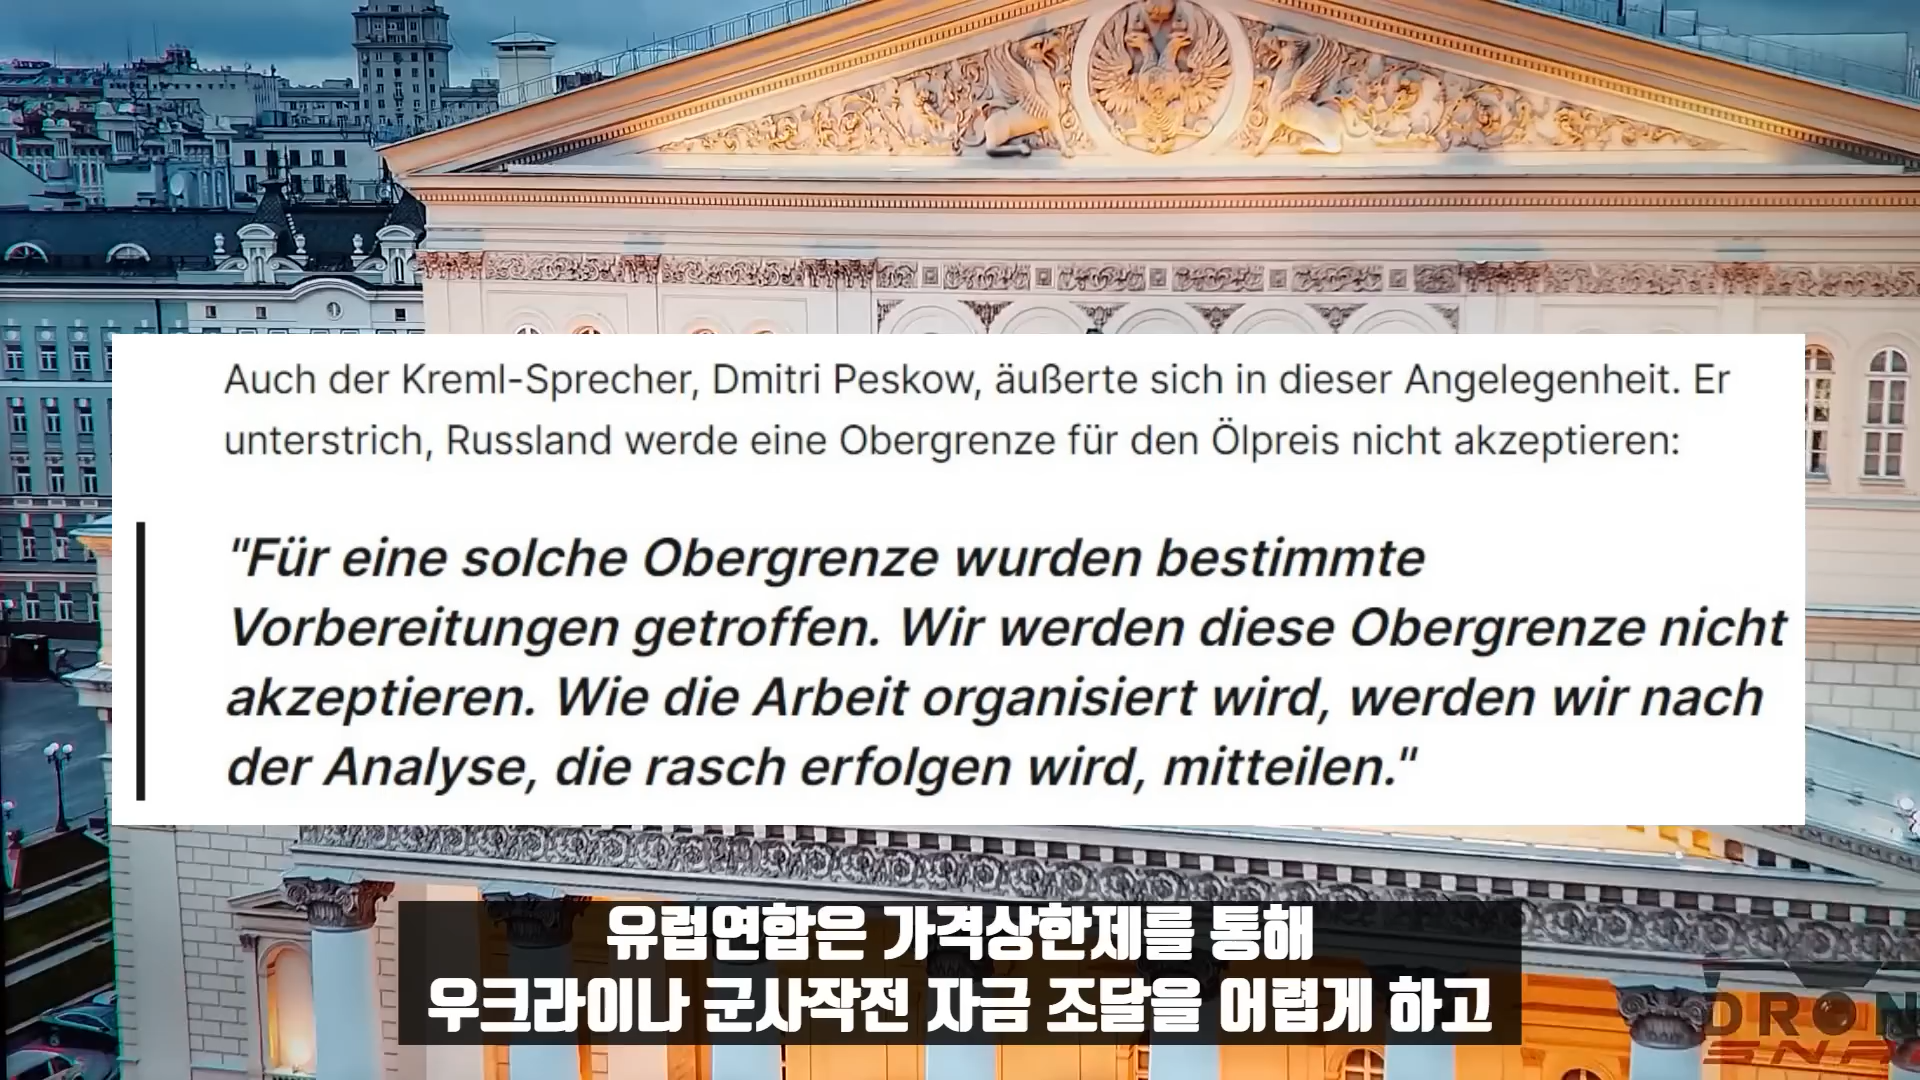 Auch der Kreml-Sprecher, Dmitri Peskow, äußerte sich in dieser Angelegenheit. Er
unterstrich, Russland werde eine Obergrenze für den Ölpreis nicht akzeptieren:
"Für eine solche Obergrenze wurden bestimmte
Vorbereitungen getroffen. Wir werden diese Obergrenze nicht
akzeptieren. Wie die Arbeit organisiert wird, werden wir nach
der Analyse, die rasch erfolgen wird, mitteilen."
유럽연합은 가격상한제를 통해
우크라이나 군사작전 자금 조달을 어렵게 하고
DRON
SNA